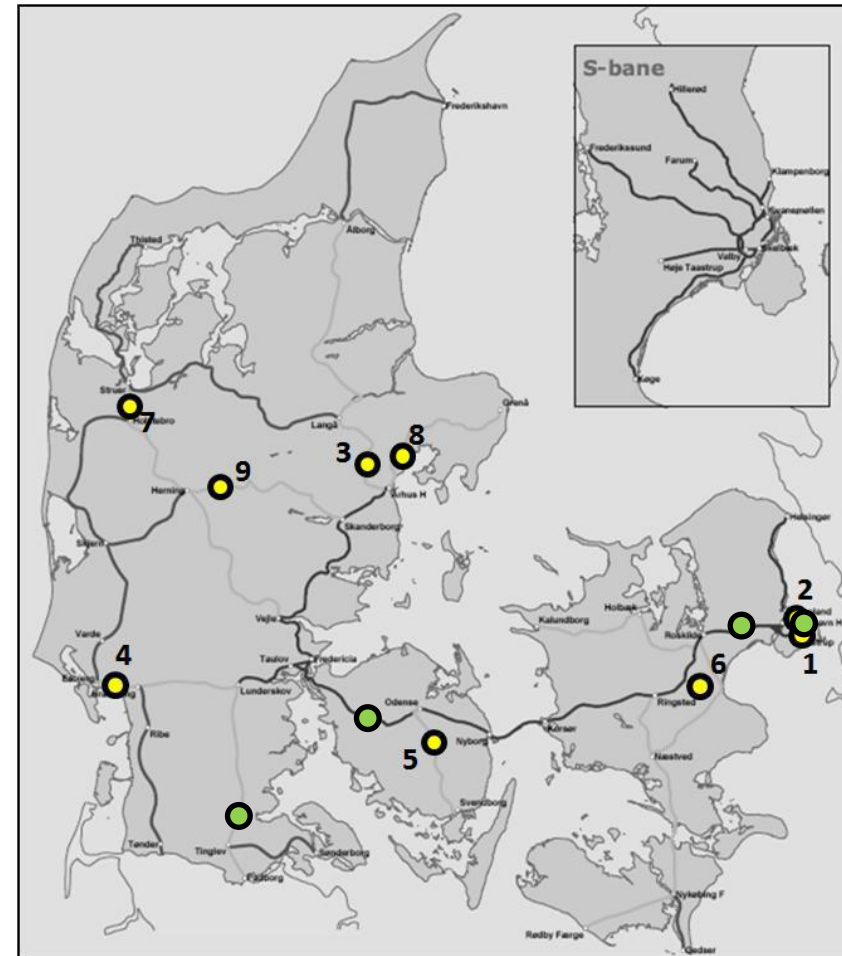 S-bane
Hillerød
Frederikssund
Farum
Klampenborg
Svanemøllen
Valby
Høje Taastrup
Køge
Frederikshavn
Ålborg
Thisted
Struer
7
Langå
Grenå
3
8
9
Herning
Århus H
Skanderborg
Skjern
Helsingør
2
Holbæk
Kalundborg
Roskilde
1
Vejle
Varde
Taulov
Fredericia
4
Lunderskov
6
Ringsted
Odense
Nyborg
Korsør
5
Ribe
Næstved
Svendborg
Tønder
Tinglev
Sønderborg
Padborg
Nykøbing F
Rødby Færge
Gedser